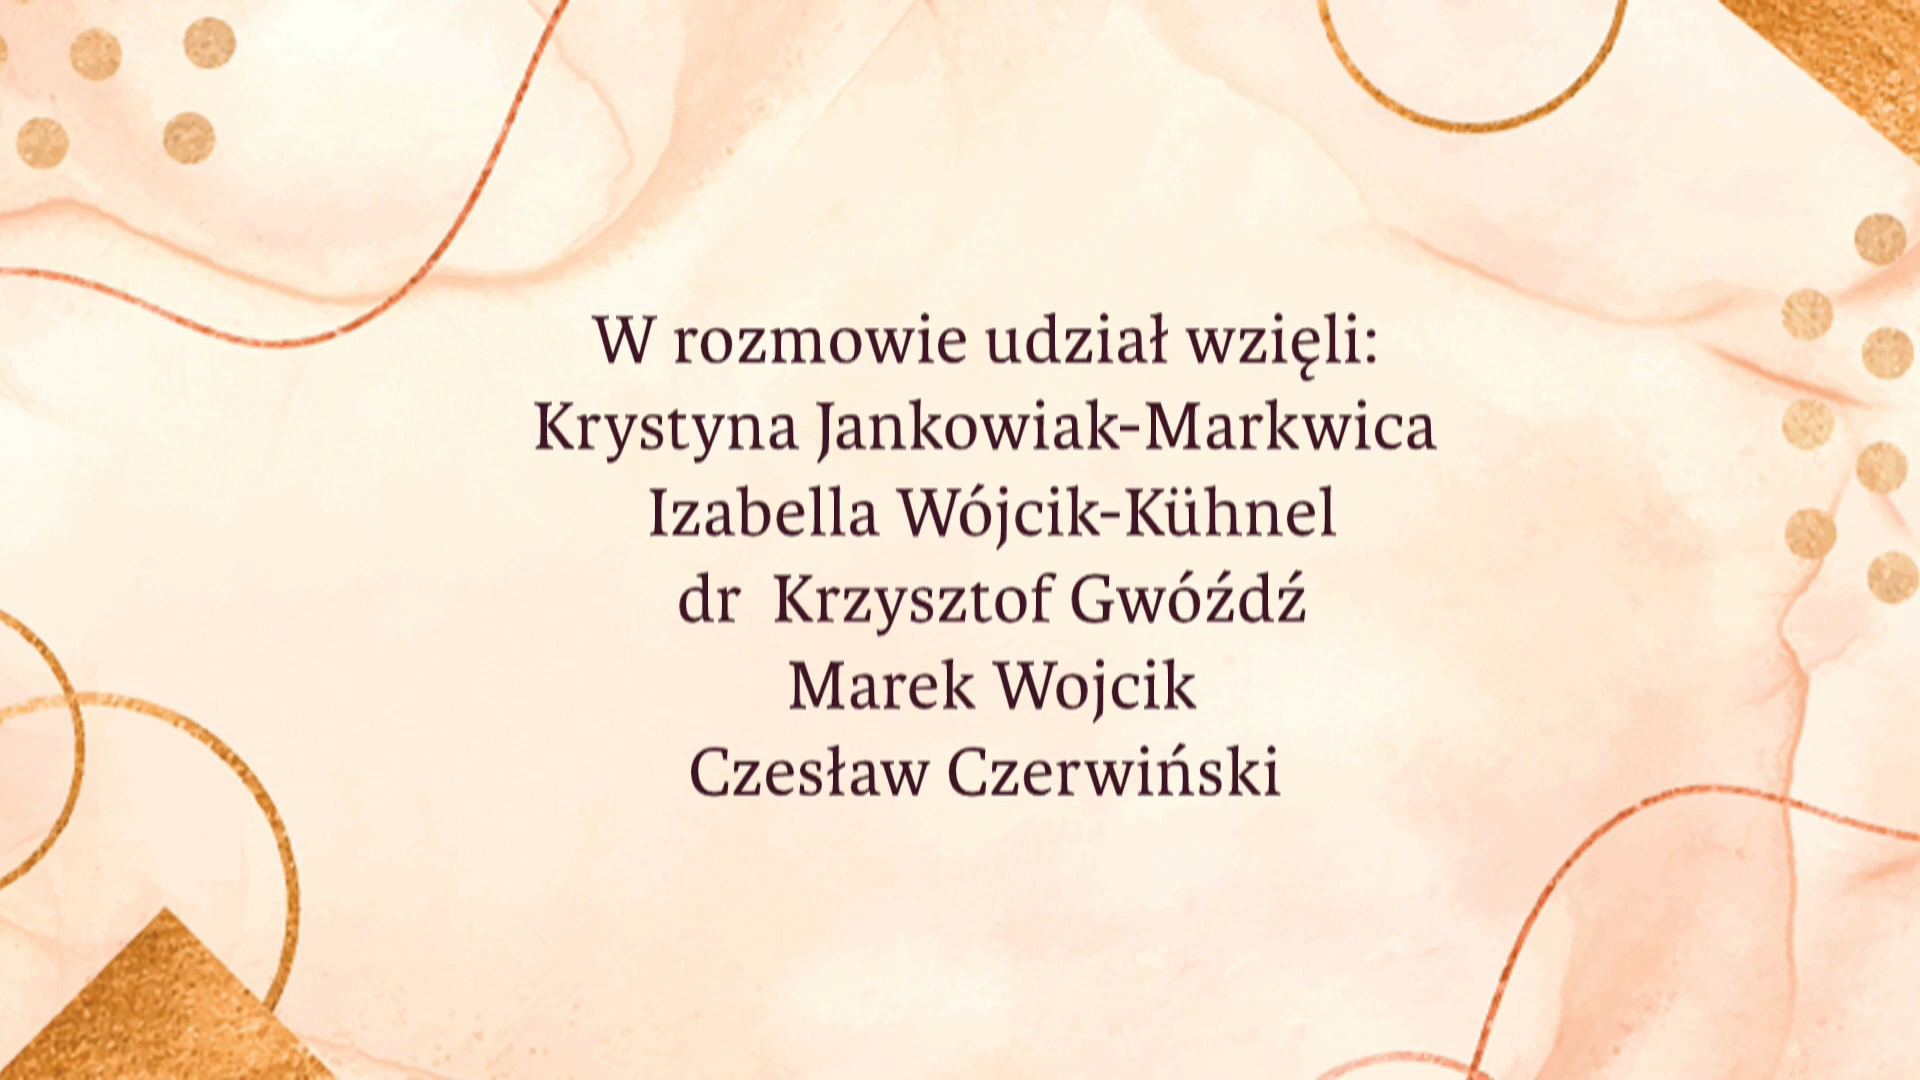 W rozmowie udział wzięli:
Krystyna Jankowiak-Markwica
Izabella Wójcik-Kühnel
dr  Krzysztof Gwóźdź
Marek Wojcik
Czesław Czerwiński